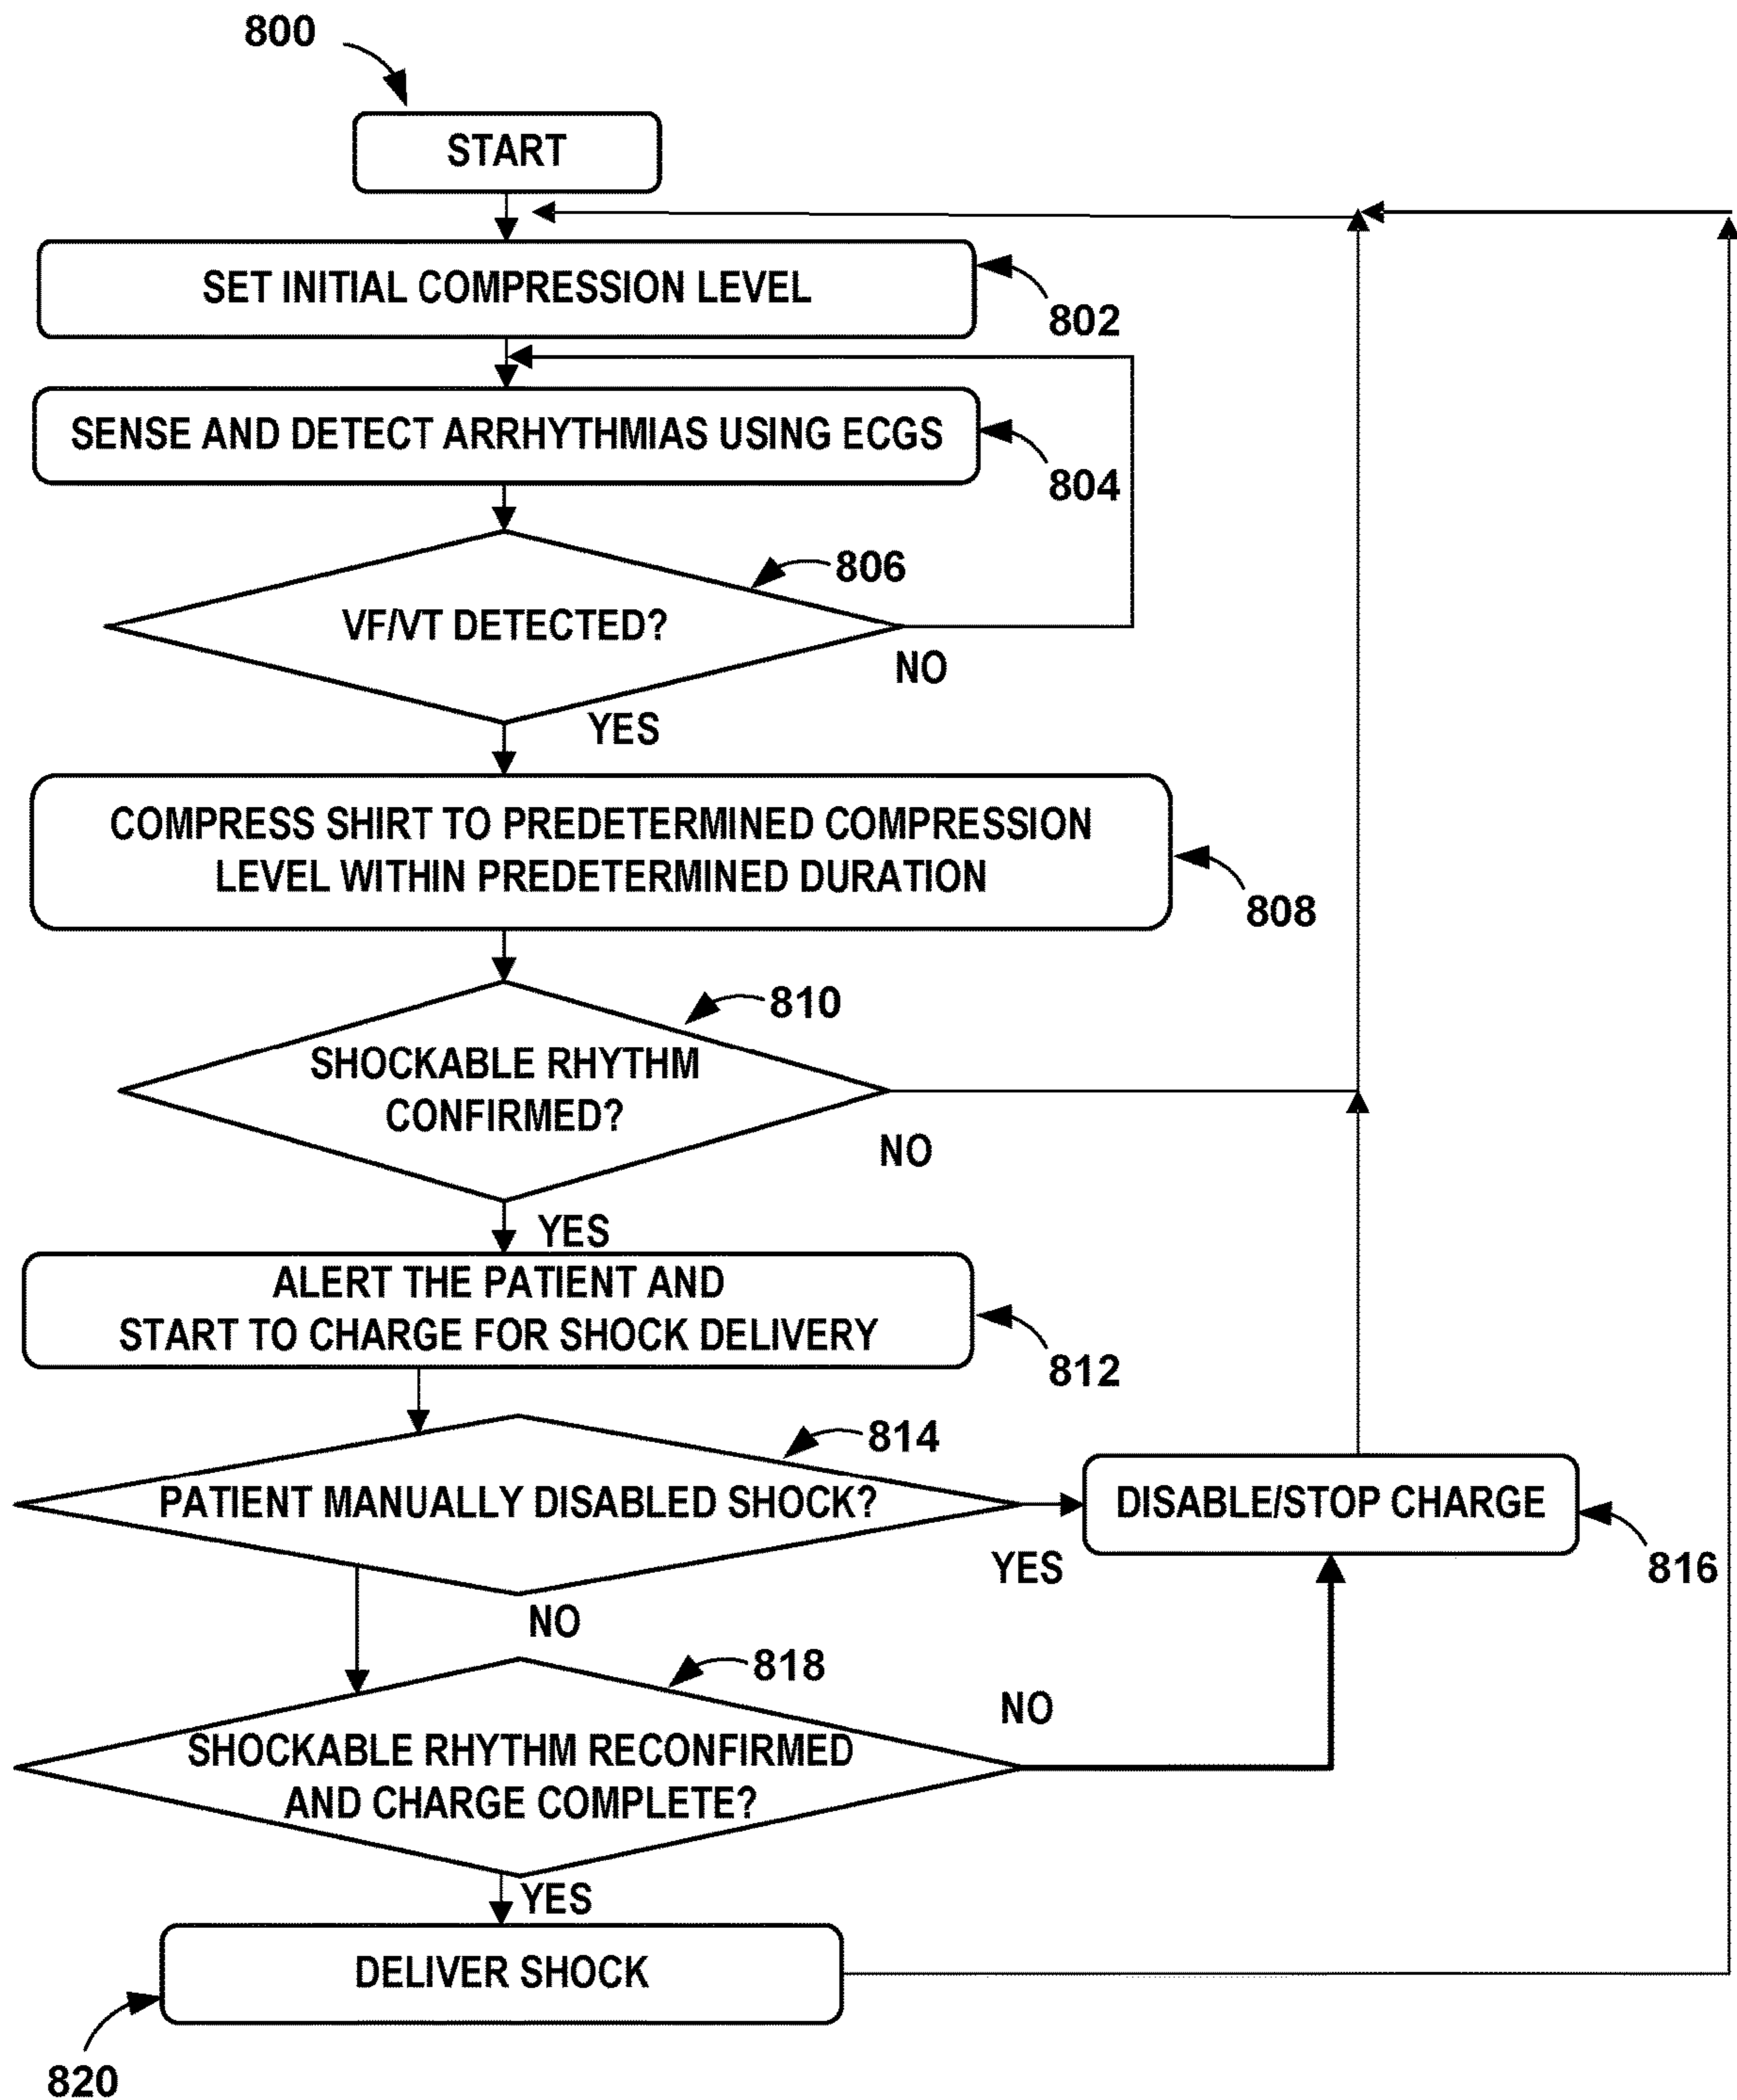 800
START
SET INITIAL COMPRESSION LEVEL
802
SENSE AND DETECT ARRHYTHMIAS USING ECGS
804
806
VF/VT DETECTED?
NO
YES
COMPRESS SHIRT TO PREDETERMINED COMPRESSION
LEVEL WITHIN PREDETERMINED DURATION
808
810
SHOCKABLE RHYTHM
CONFIRMED?
NO
YES
ALERT THE PATIENT AND
START TO CHARGE FOR SHOCK DELIVERY
812
814
PATIENT MANUALLY DISABLED SHOCK?
YES
DISABLE/STOP CHARGE
816
NO
818
NO
SHOCKABLE RHYTHM RECONFIRMED
AND CHARGE COMPLETE?
YES
DELIVER SHOCK
820